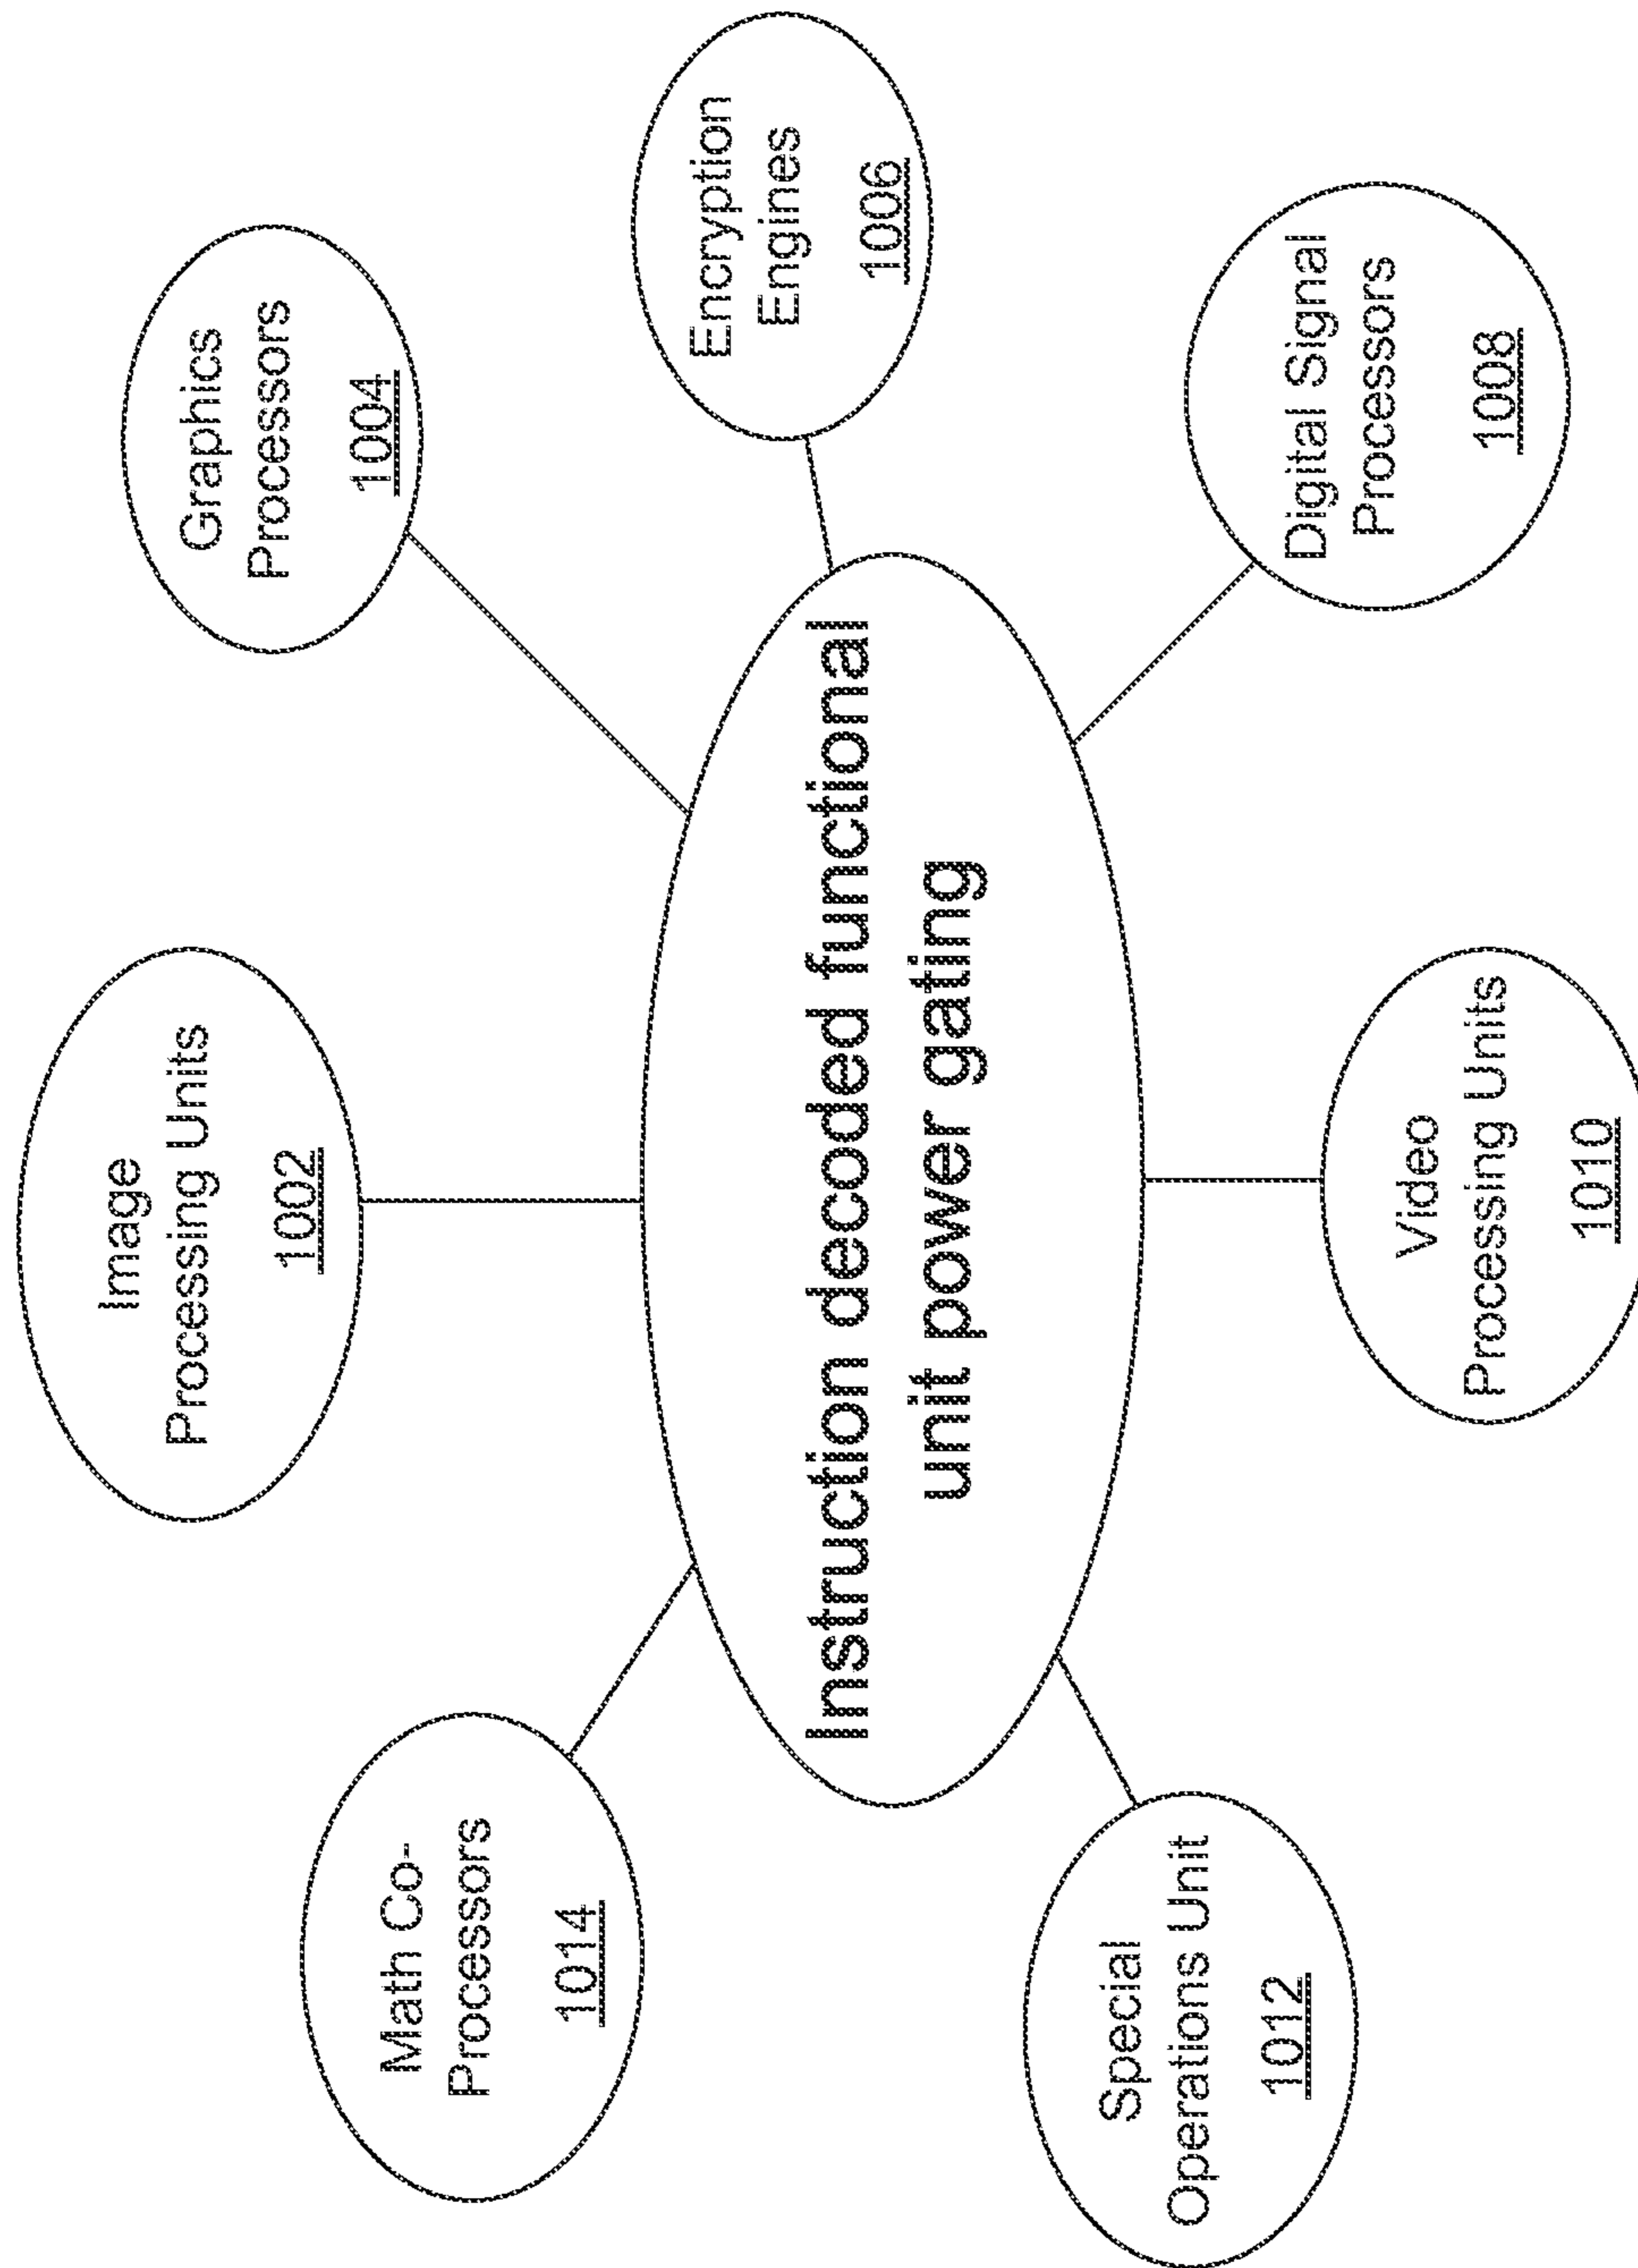 Image
Processing Units
1002
Graphics
Processors
1004
Encryption
Engines
1006
Digital Signal
Processors
1008
Video
Processing Units
1010
Special
Operations Unit
1012
Math Co-
Processors
1014
Instruction decoded functional
unit power gating